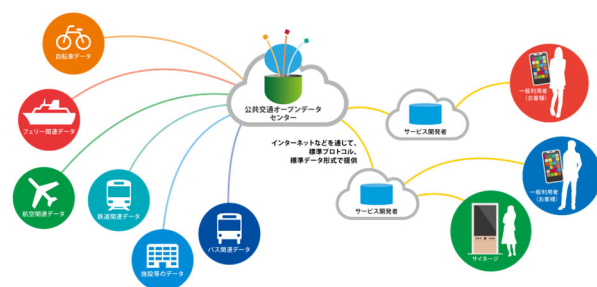 自転車データ
フェリー関連データ
航空関連データ
鉄道関連データ
施設等のデータ
バス関連データ
公共交通オープンデータ
センター
インターネットなどを通じて、
標準プロトコル、
標準データ形式で提供
サービス開発者
サービス開発者
一般利用者
(お客様)
一般利用者
(お客様)
サイネージ